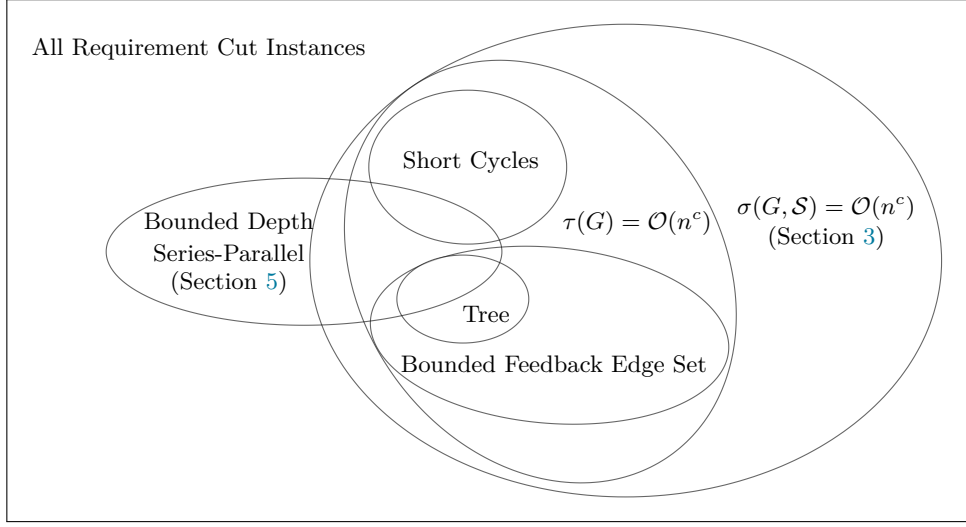 All Requirement Cut Instances
Short Cycles
Bounded Depth
Series-Parallel
(Section 5)
τ(G) = O(n^c)
σ(G, S) = O(n^c)
(Section 3)
Tree
Bounded Feedback Edge Set